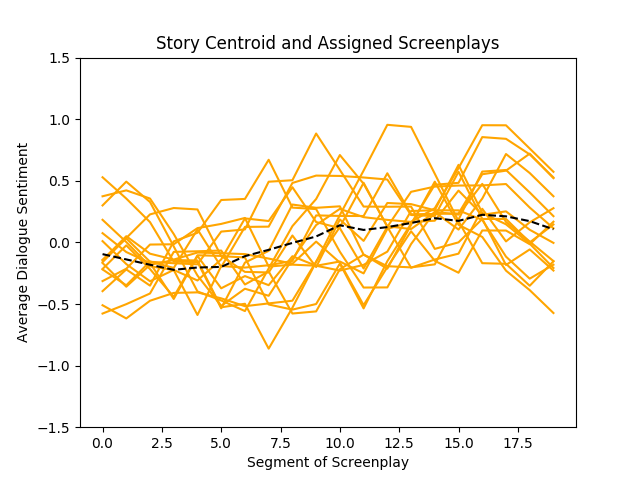 Story Centroid and Assigned Screenplays
Average Dialogue Sentiment
1.5
1.0
0.5
0.0
−0.5
−1.0
−1.5
0.0 2.5 5.0 7.5 10.0 12.5 15.0 17.5
Segment of Screenplay